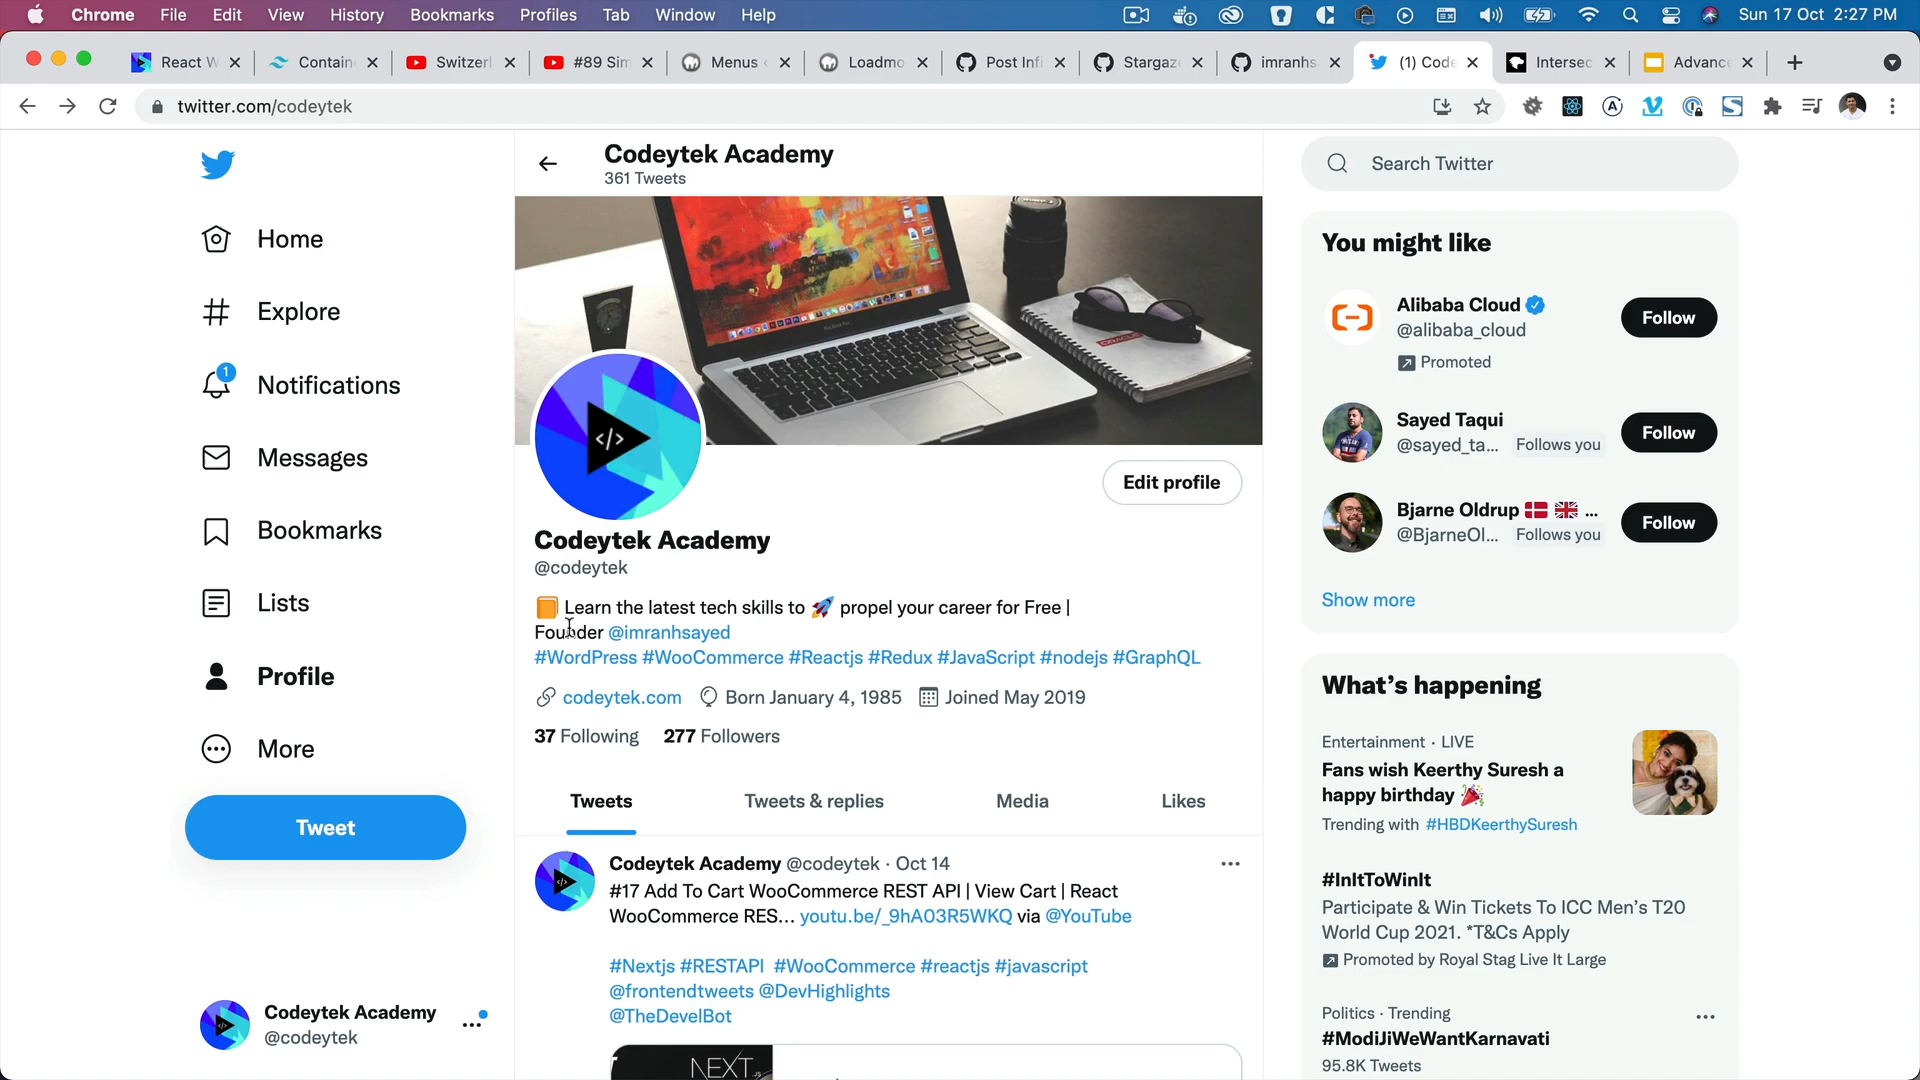 Chrome File Edit View History Bookmarks Profiles Tab Window Help Sun 17 Oct 2:27 PM
React W Contain Switzerl #89 Sim Menus Loadmo Post Infi Stargaz imranhs (1) Code Intersec Advance
twitter.com/codeytek
Codeytek Academy
361 Tweets
Home
Explore
1
Notifications
Messages
Bookmarks
Lists
Profile
More
Tweet
Codeytek Academy
@codeytek
</>
Edit profile
Codeytek Academy
@codeytek
📙 Learn the latest tech skills to 🚀 propel your career for Free |
Founder @imranhsayed
#WordPress #WooCommerce #Reactjs #Redux #JavaScript #nodejs #GraphQL
codeytek.com Born January 4, 1985 Joined May 2019
37 Following 277 Followers
Tweets Tweets & replies Media Likes
Codeytek Academy @codeytek · Oct 14
#17 Add To Cart WooCommerce REST API | View Cart | React
WooCommerce RES... youtu.be/_9hA03R5WKQ via @YouTube
#Nextjs #RESTAPI #WooCommerce #reactjs #javascript
@frontendtweets @DevHighlights
@TheDevelBot
NEXT.JS
Search Twitter
You might like
Alibaba Cloud
@alibaba_cloud
Promoted
Follow
Sayed Taqui
@sayed_ta... Follows you
Follow
Bjarne Oldrup 🇩🇰 🇬🇧 ...
@BjarneOl... Follows you
Follow
Show more
What's happening
Entertainment · LIVE
Fans wish Keerthy Suresh a
happy birthday 🎉
Trending with #HBDKeerthySuresh
#InItToWinIt
Participate & Win Tickets To ICC Men's T20
World Cup 2021. *T&Cs Apply
Promoted by Royal Stag Live It Large
Politics · Trending
#ModiJiWeWantKarnavati
95.8K Tweets